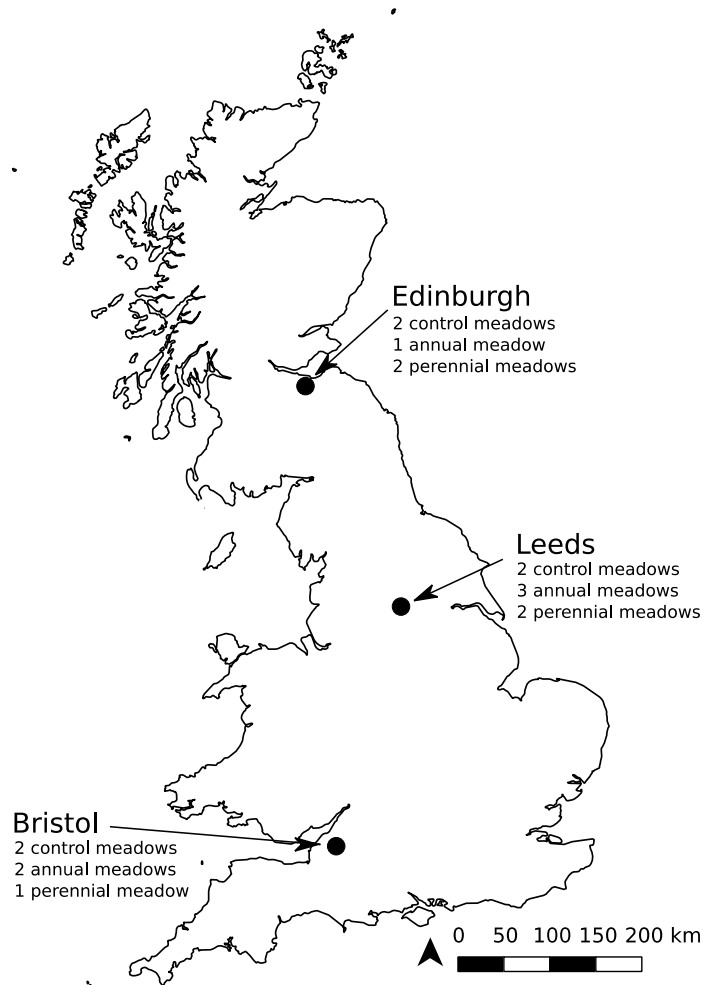 Edinburgh
2 control meadows
1 annual meadow
2 perennial meadows
Leeds
2 control meadows
3 annual meadows
2 perennial meadows
Bristol
2 control meadows
2 annual meadows
1 perennial meadow
0 50 100 150 200 km